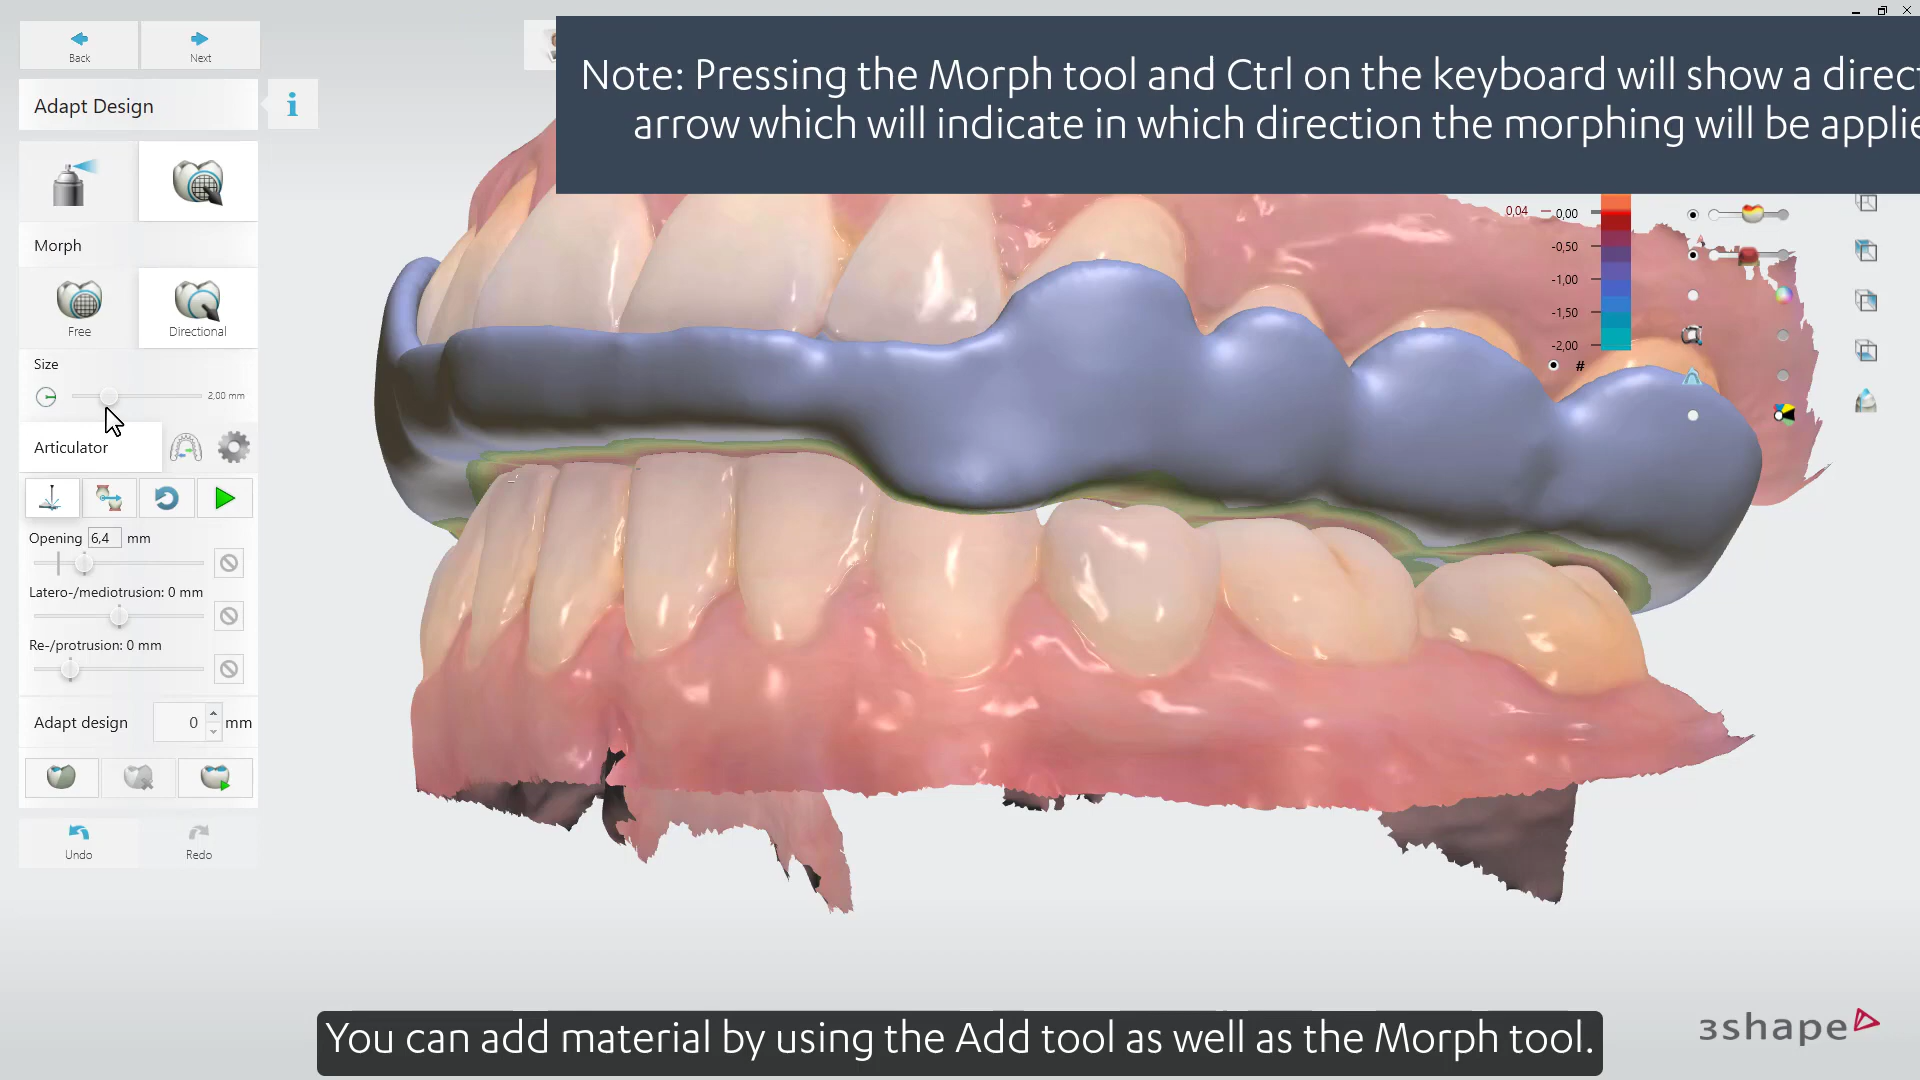 Back
Next
Adapt Design
i
Note: Pressing the Morph tool and Ctrl on the keyboard will show a direct
arrow which will indicate in which direction the morphing will be applie
Morph
Free
Directional
Size
2,00 mm
Articulator
Opening 6,4 mm
Latero-/mediotrusion: 0 mm
Re-/protrusion: 0 mm
Adapt design 0 mm
Undo
Redo
0,04
0,00
-0,50
-1,00
-1,50
-2,00
#
You can add material by using the Add tool as well as the Morph tool.
3shape